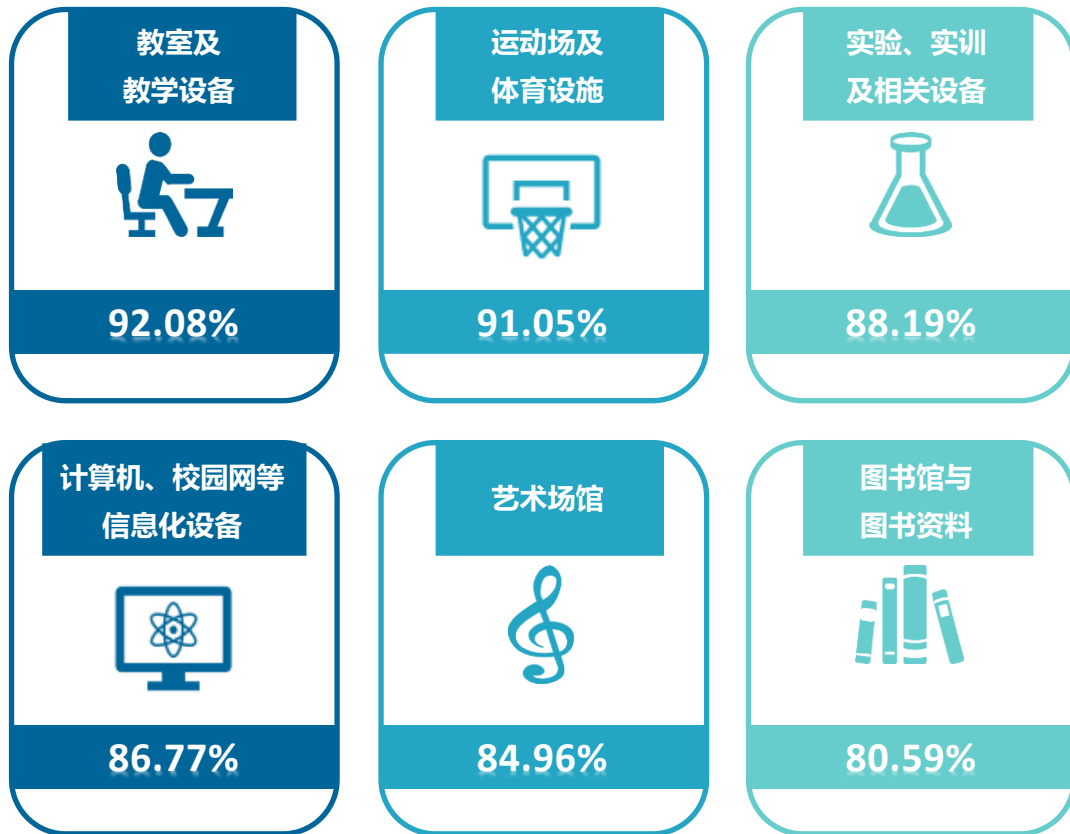 教室及
教学设备
92.08%
运动场及
体育设施
91.05%
实验、实训
及相关设备
88.19%
计算机、校园网等
信息化设备
86.77%
艺术场馆
84.96%
图书馆与
图书资料
80.59%